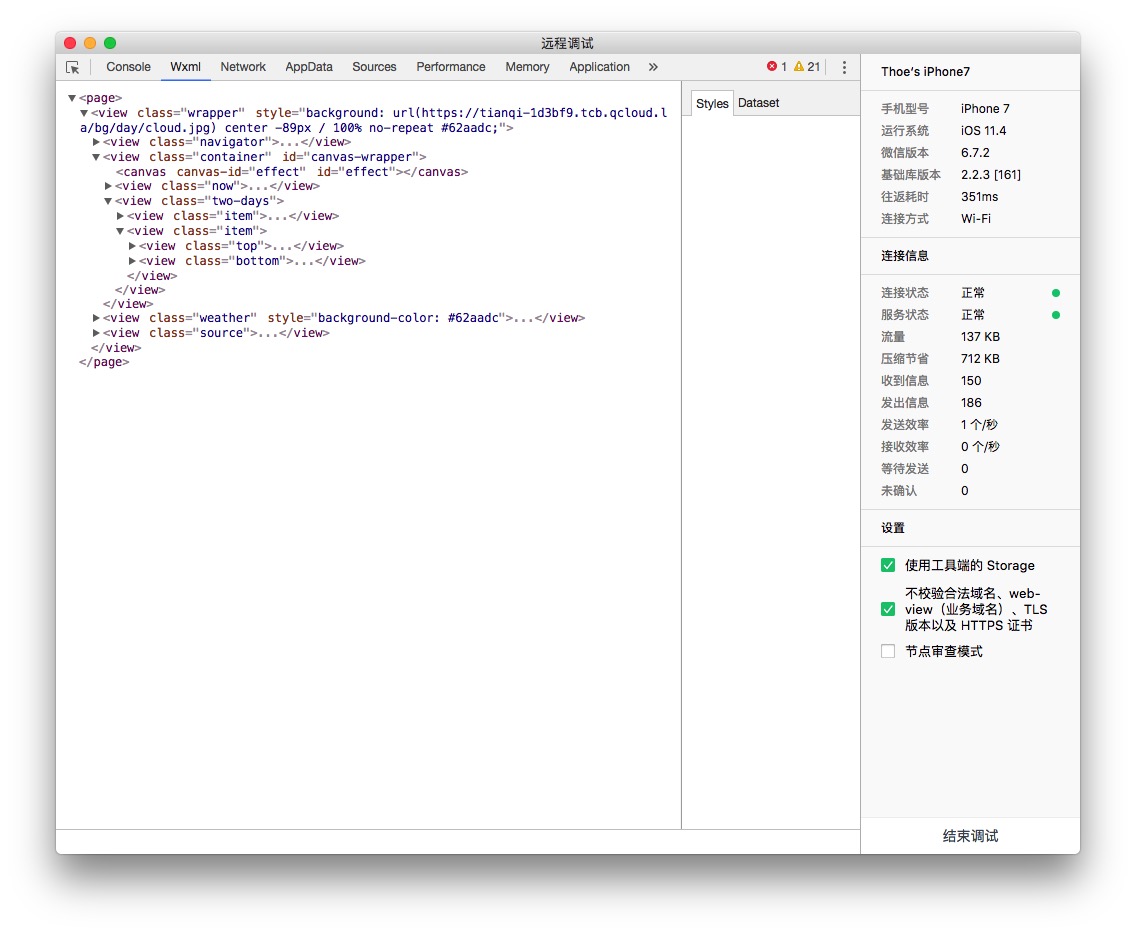 远程调试
Console Wxml Network AppData Sources Performance Memory Application » 1 21
▼<page>
▼<view class="wrapper" style="background: url(https://tianqi-1d3bf9.tcb.qcloud.l
a/bg/day/cloud.jpg) center -89px / 100% no-repeat #62aadc;">
▶<view class="navigator">...</view>
▼<view class="container" id="canvas-wrapper">
<canvas canvas-id="effect" id="effect"></canvas>
▶<view class="now">...</view>
▼<view class="two-days">
▶<view class="item">...</view>
▼<view class="item">
▶<view class="top">...</view>
▶<view class="bottom">...</view>
</view>
</view>
</view>
▶<view class="weather" style="background-color: #62aadc">...</view>
▶<view class="source">...</view>
</view>
</page>
Styles Dataset
Thoe's iPhone7
手机型号 iPhone 7
运行系统 iOS 11.4
微信版本 6.7.2
基础库版本 2.2.3 [161]
往返耗时 351ms
连接方式 Wi-Fi
连接信息
连接状态 正常
服务状态 正常
流量 137 KB
压缩节省 712 KB
收到信息 150
发出信息 186
发送效率 1 个/秒
接收效率 0 个/秒
等待发送 0
未确认 0
设置
使用工具端的 Storage
不校验合法域名、web-
view（业务域名）、TLS
版本以及 HTTPS 证书
节点审查模式
结束调试